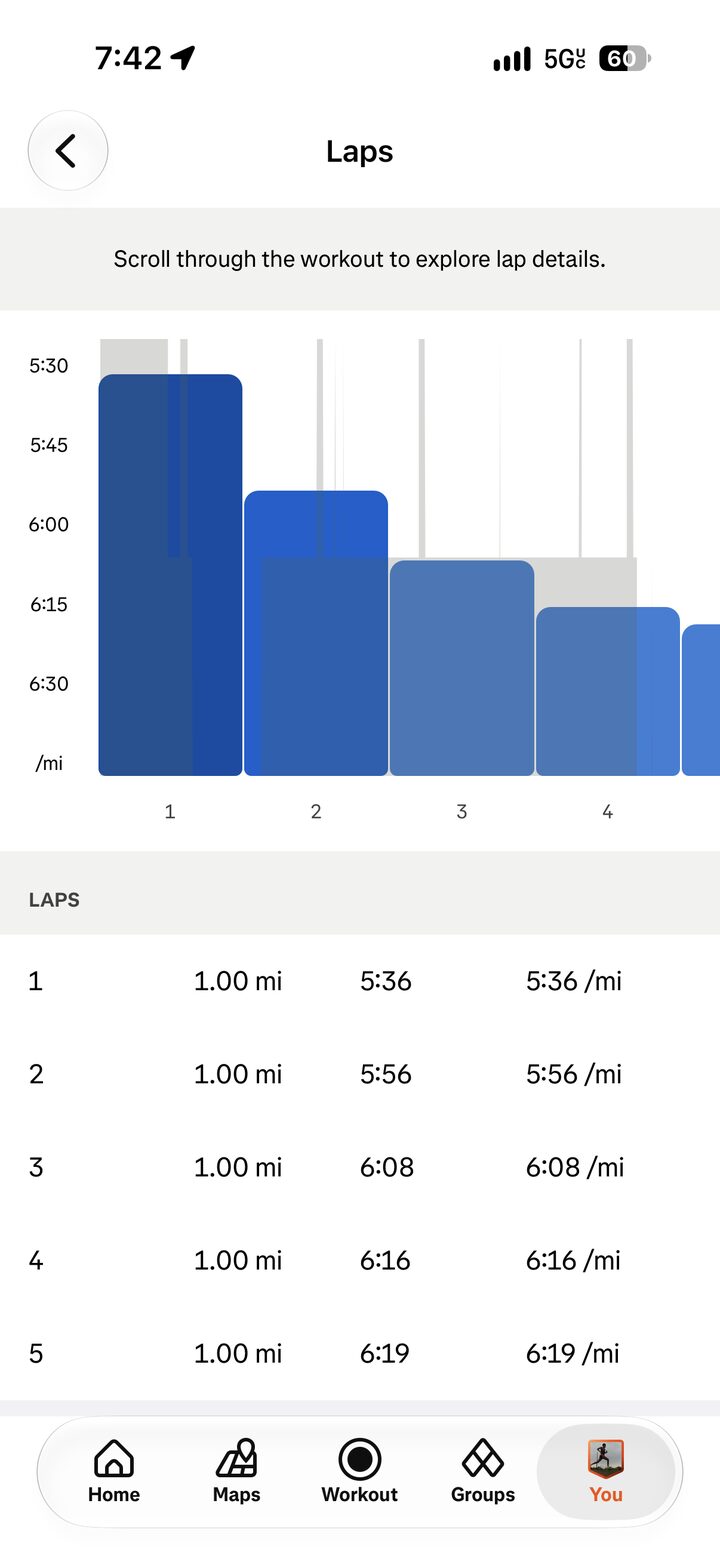 7:42 5G UC 60
Laps
Scroll through the workout to explore lap details.
5:30
5:45
6:00
6:15
6:30
/mi
1 2 3 4
LAPS
1 1.00 mi 5:36 5:36 /mi
2 1.00 mi 5:56 5:56 /mi
3 1.00 mi 6:08 6:08 /mi
4 1.00 mi 6:16 6:16 /mi
5 1.00 mi 6:19 6:19 /mi
Home Maps Workout Groups You